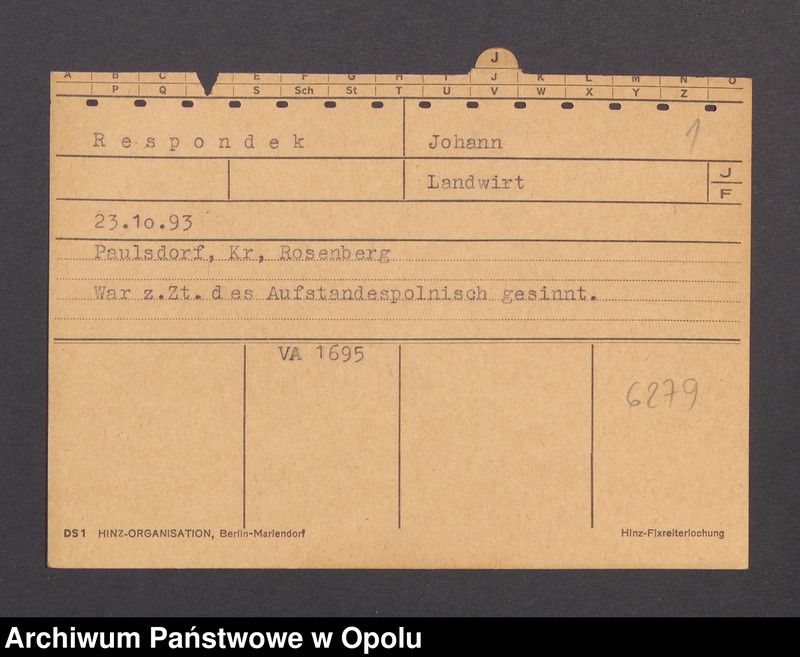 J
A B C E F G H I J K L M N O
P Q S Sch St T U V W X Y Z
Respondek Johann 1
Landwirt J
F
23.10.93
Paulsdorf, Kr, Rosenberg
War z.Zt. des Aufstandespolnisch gesinnt.
VA 1695
6279
DS1 HINZ-ORGANISATION, Berlin-Mariendorf Hinz-Fixreiterlochung
Archiwum Państwowe w Opolu